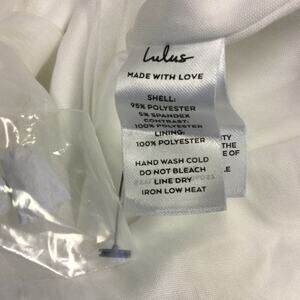 Lulus
MADE WITH LOVE
SHELL:
95% POLYESTER
5% SPANDEX
CONTRAST:
100% POLYESTER
LINING:
100% POLYESTER
HAND WASH COLD
DO NOT BLEACH
LINE DRY
IRON LOW HEAT